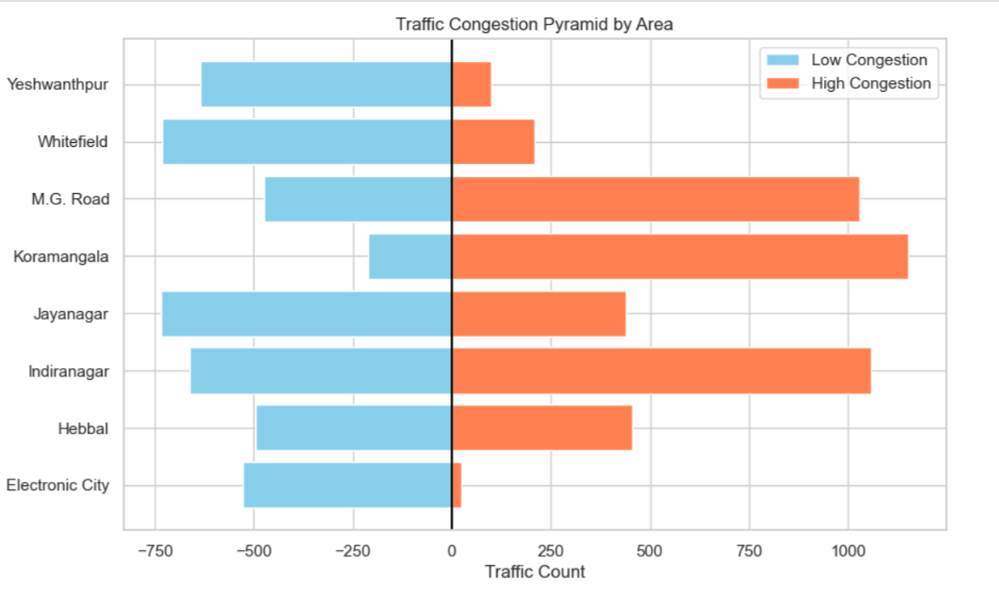 Traffic Congestion Pyramid by Area
Low Congestion
High Congestion
Yeshwanthpur
Whitefield
M.G. Road
Koramangala
Jayanagar
Indiranagar
Hebbal
Electronic City
−750 −500 −250 0 250 500 750 1000
Traffic Count